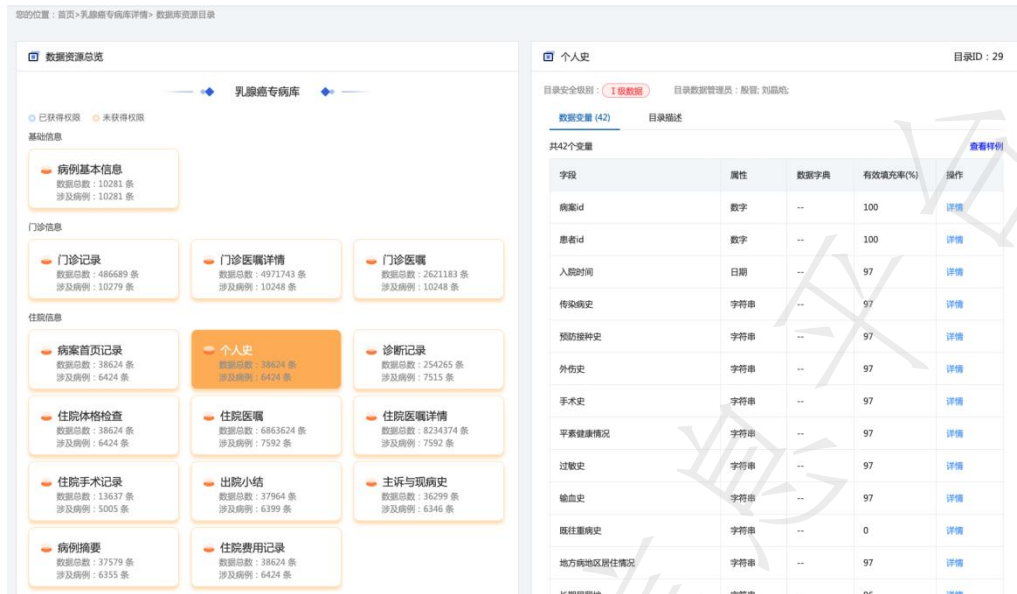 您的位置：首页>乳腺癌专病库详情> 数据库资源目录
数据资源总览
乳腺癌专病库
已获得权限 未获得权限
基础信息
病例基本信息
数据总数：10281 条
涉及病例：10281 条
门诊信息
门诊记录
数据总数：486689 条
涉及病例：10279 条
门诊医嘱详情
数据总数：4971743 条
涉及病例：10248 条
门诊医嘱
数据总数：2621183 条
涉及病例：10248 条
住院信息
病案首页记录
数据总数：38624 条
涉及病例：6424 条
个人史
数据总数：38624 条
涉及病例：6424 条
诊断记录
数据总数：254265 条
涉及病例：7515 条
住院体格检查
数据总数：38624 条
涉及病例：6424 条
住院医嘱
数据总数：6863624 条
涉及病例：7592 条
住院医嘱详情
数据总数：8234374 条
涉及病例：7592 条
住院手术记录
数据总数：13637 条
涉及病例：5005 条
出院小结
数据总数：37964 条
涉及病例：6399 条
主诉与现病史
数据总数：36299 条
涉及病例：6346 条
病例摘要
数据总数：37579 条
涉及病例：6355 条
住院费用记录
数据总数：38624 条
涉及病例：6424 条
个人史 目录ID：29
目录安全级别： I 级数据 目录数据管理员：
数据变量 (42) 目录描述
共42个变量 查看样例
字段 属性 数据字典 有效填充率(%) 操作
病案id 数字 -- 100 详情
患者id 数字 -- 100 详情
入院时间 日期 -- 97 详情
传染病史 字符串 -- 97 详情
预防接种史 字符串 -- 97 详情
外伤史 字符串 -- 97 详情
手术史 字符串 -- 97 详情
平素健康情况 字符串 -- 97 详情
过敏史 字符串 -- 97 详情
输血史 字符串 -- 97 详情
既往重病史 字符串 -- 0 详情
地方病地区居住情况 字符串 -- 97 详情